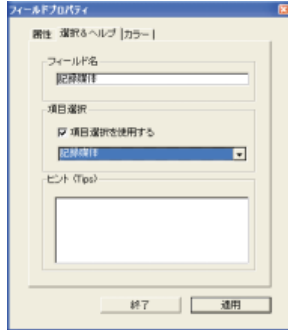 フィールドプロパティ
属性 選択&ヘルプ カラー
フィールド名
記録媒体
項目選択
項目選択を使用する
記録媒体
ヒント (Tips)
終了 適用